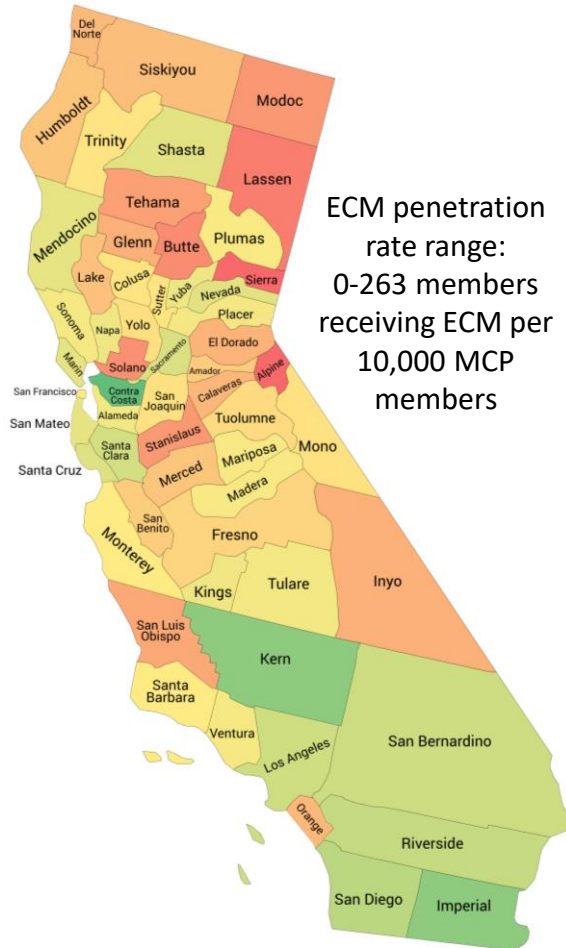 Del
Norte
Siskiyou
Modoc
Humboldt
Trinity
Shasta
Lassen
ECM penetration
rate range:
0-263 members
receiving ECM per
10,000 MCP
members
Tehama
Mendocino
Glenn
Butte
Plumas
Lake
Colusa
Sutter
Yuba
Sierra
Nevada
Placer
Sonoma
Napa
Yolo
Sacramento
El Dorado
Marin
Solano
Amador
Alpine
San Francisco
Contra
Costa
San
Joaquin
Calaveras
Alameda
Tuolumne
San Mateo
Santa
Clara
Stanislaus
Mono
Santa Cruz
Merced
Mariposa
Madera
San
Benito
Fresno
Monterey
Kings
Tulare
Inyo
San Luis
Obispo
Kern
Santa
Barbara
Ventura
Los Angeles
San Bernardino
Orange
Riverside
San Diego
Imperial